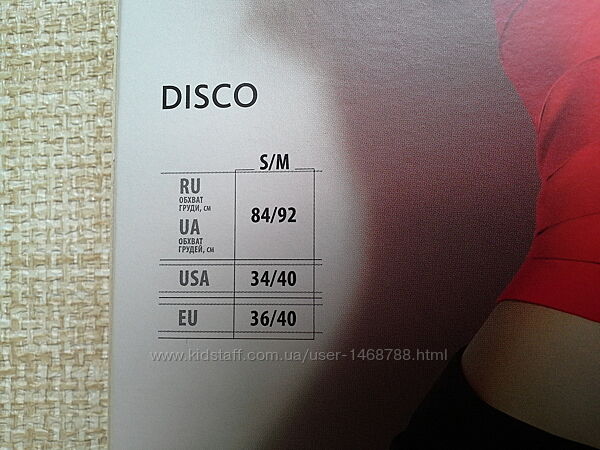 DISCO
S/M
RU
ОБХВАТ
ГРУДИ, см
84/92
UA
ОБХВАТ
ГРУДЕЙ, см
USA 34/40
EU 36/40
www.kidstaff.com.ua/user-1468788.html